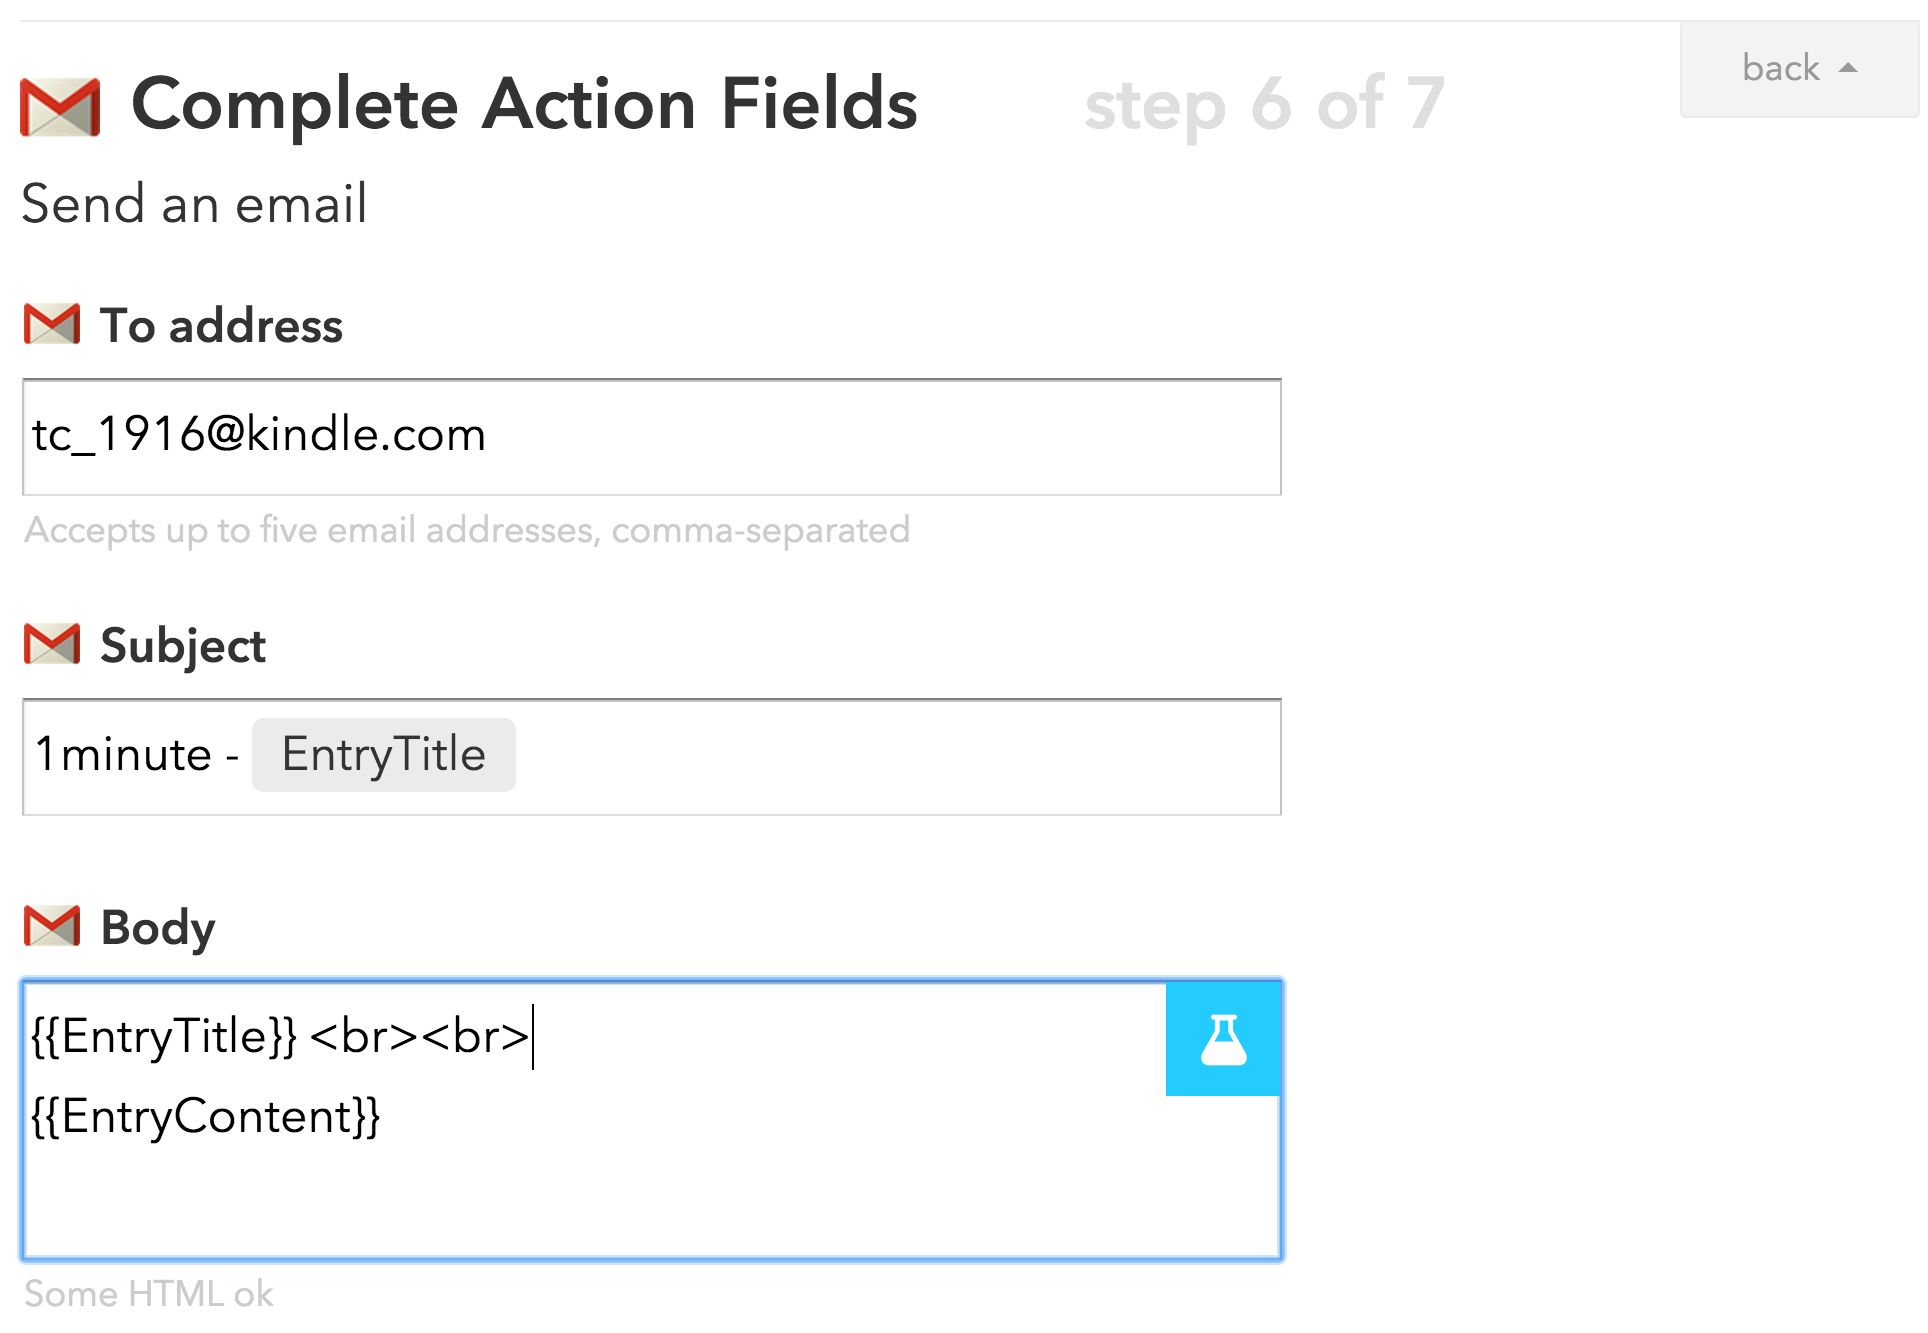 back
Complete Action Fields step 6 of 7
Send an email
To address
tc_1916@kindle.com
Accepts up to five email addresses, comma-separated
Subject
1minute - EntryTitle
Body
{{EntryTitle}} <br><br>
{{EntryContent}}
Some HTML ok